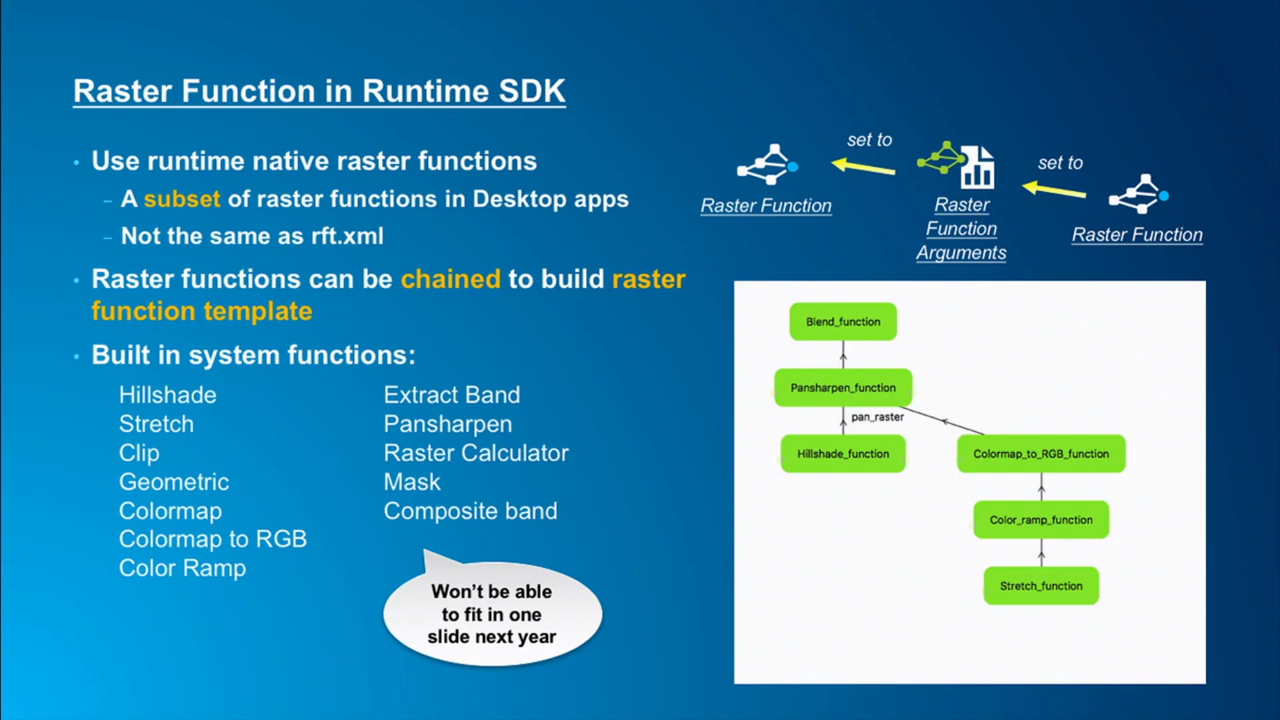 Raster Function in Runtime SDK
• Use runtime native raster functions
– A subset of raster functions in Desktop apps
– Not the same as rft.xml
• Raster functions can be chained to build raster
function template
• Built in system functions:
Hillshade
Stretch
Clip
Geometric
Colormap
Colormap to RGB
Color Ramp
Extract Band
Pansharpen
Raster Calculator
Mask
Composite band
Won't be able
to fit in one
slide next year
set to
set to
Raster Function
Raster
Function
Arguments
Raster Function
Blend_function
Pansharpen_function
pan_raster
Hillshade_function
Colormap_to_RGB_function
Color_ramp_function
Stretch_function